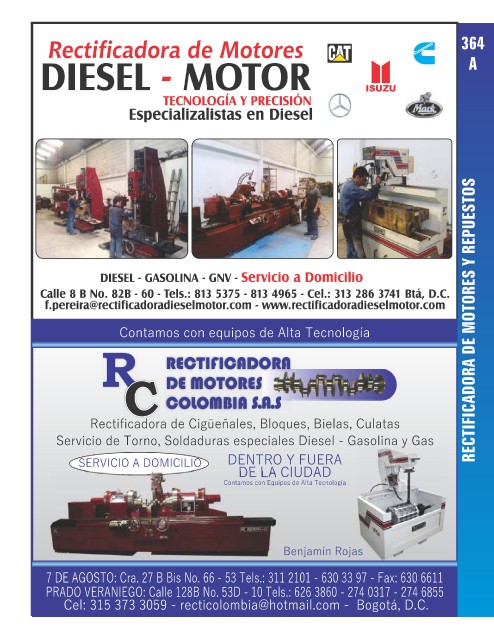 Rectificadora de Motores
DIESEL - MOTOR
TECNOLOGÍA Y PRECISIÓN
Especializalistas en Diesel
CAT
ISUZU
Mack
DIESEL - GASOLINA - GNV - Servicio a Domicilio
Calle 8 B No. 82B - 60 - Tels.: 813 5375 - 813 4965 - Cel.: 313 286 3741 Btá, D.C.
f.pereira@rectificadoradieselmotor.com - www.rectificadoradieselmotor.com
Contamos con equipos de Alta Tecnología
RC
RECTIFICADORA
DE MOTORES
COLOMBIA S.A.S
Rectificadora de Cigüeñales, Bloques, Bielas, Culatas
Servicio de Torno, Soldaduras especiales Diesel - Gasolina y Gas
SERVICIO A DOMICILIO
DENTRO Y FUERA
DE LA CIUDAD
Contamos con Equipos de Alta Tecnología
Benjamín Rojas
7 DE AGOSTO: Cra. 27 B Bis No. 66 - 53 Tels.: 311 2101 - 630 33 97 - Fax: 630 6611
PRADO VERANIEGO: Calle 128B No. 53D - 10 Tels.: 626 3860 - 274 0317 - 274 6855
Cel: 315 373 3059 - recticolombia@hotmail.com - Bogotá, D.C.
364
A
RECTIFICADORA DE MOTORES Y REPUESTOS